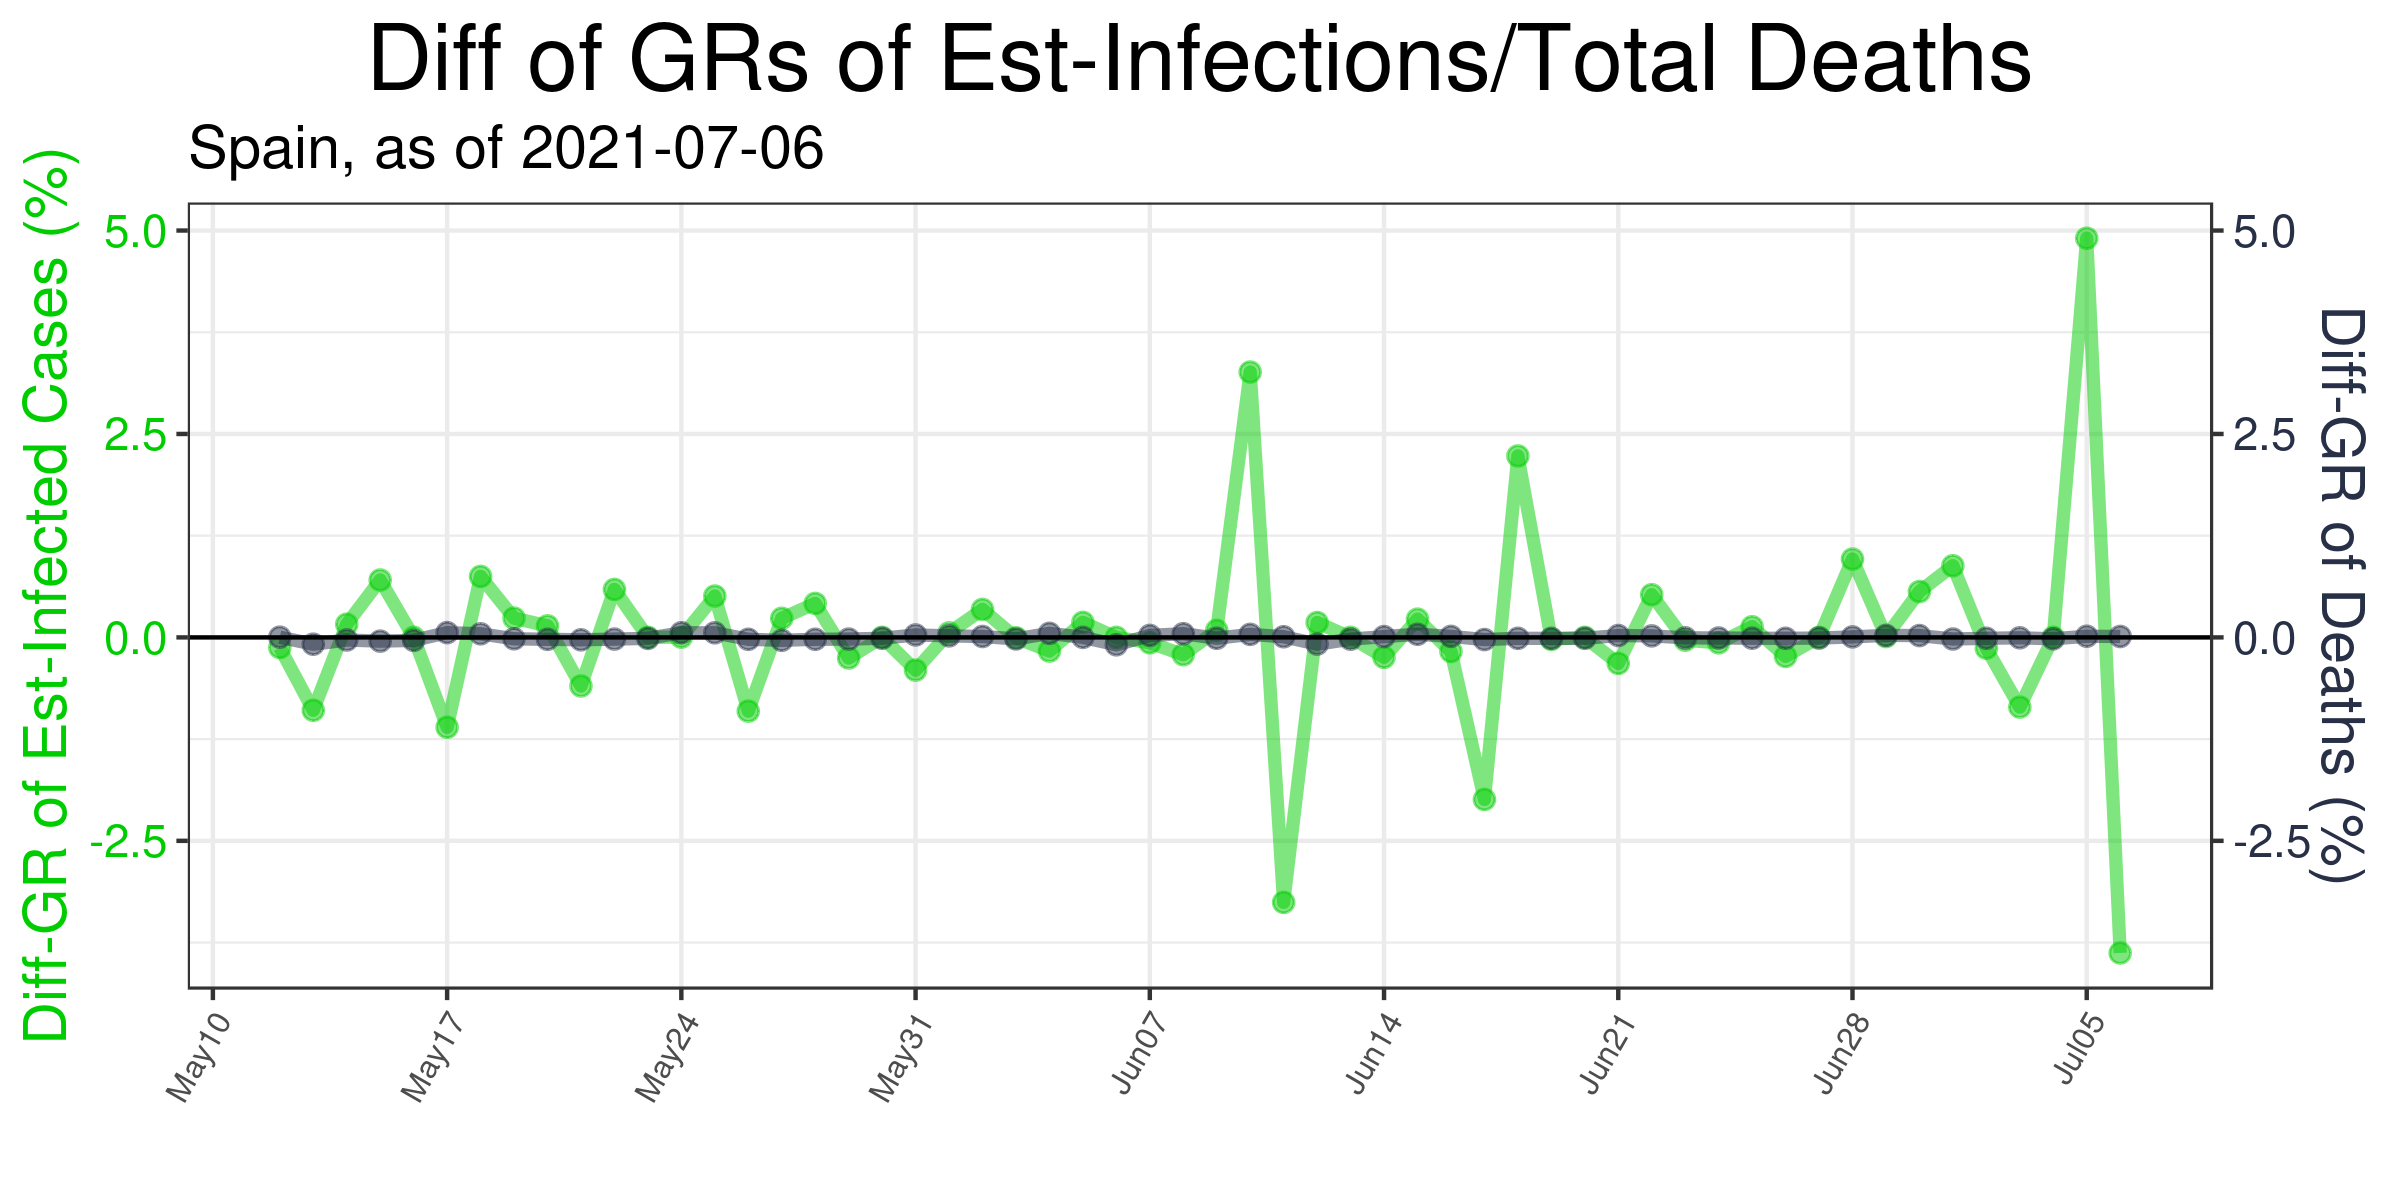 Diff of GRs of Est-Infections/Total Deaths
Spain, as of 2021-07-06
Diff-GR of Est-Infected Cases (%)
5.0
2.5
0.0
-2.5
5.0
2.5
0.0
-2.5
Diff-GR of Deaths (%)
May10
May17
May24
May31
Jun07
Jun14
Jun21
Jun28
Jul05